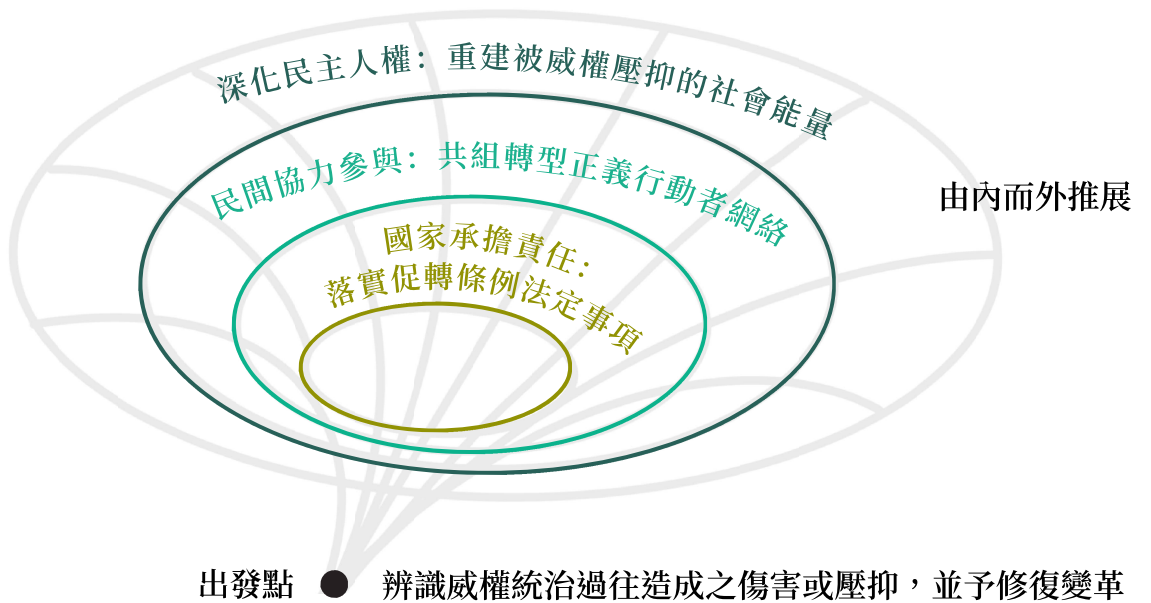 深化民主人權：重建被威權壓抑的社會能量
民間協力參與：共組轉型正義行動者網絡
由內而外推展
國家承擔責任：
落實促轉條例法定事項
出發點 ● 辨識威權統治過往造成之傷害或壓抑，並予修復變革